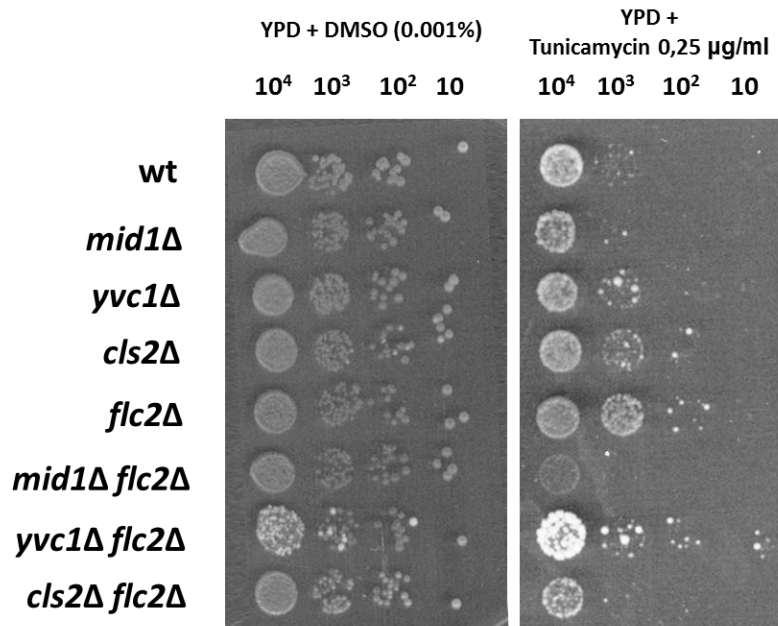 YPD + DMSO (0.001%)
10⁴ 10³ 10² 10
YPD +
Tunicamycin 0,25 µg/ml
10⁴ 10³ 10² 10
wt
mid1Δ
yvc1Δ
cls2Δ
flc2Δ
mid1Δ flc2Δ
yvc1Δ flc2Δ
cls2Δ flc2Δ